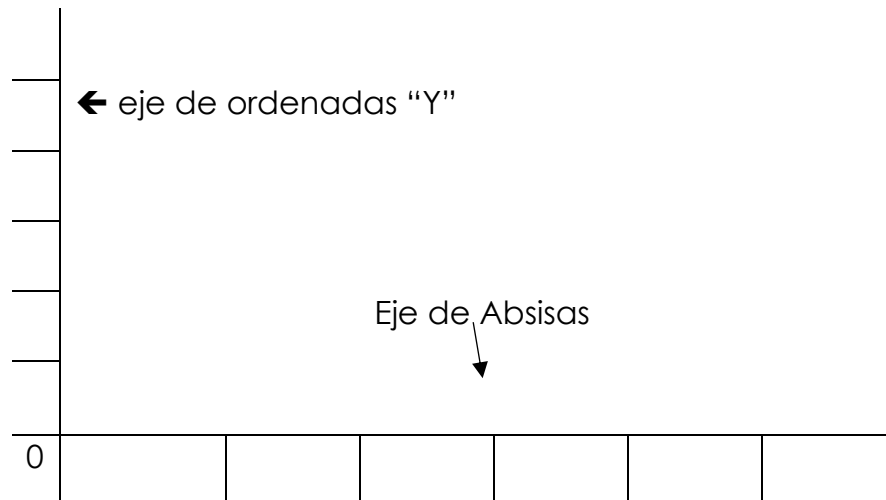 🡸 eje de ordenadas “Y”
Eje de Absisas
0